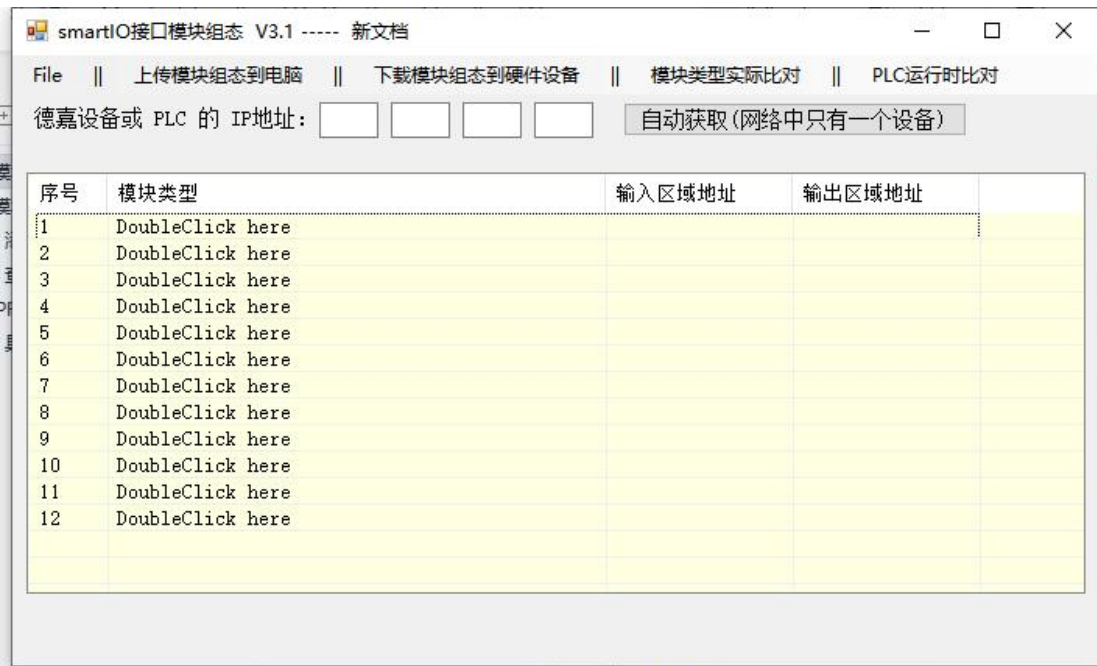 smartIO接口模块组态 V3.1 ----- 新文档
File || 上传模块组态到电脑 || 下载模块组态到硬件设备 || 模块类型实际比对 || PLC运行时比对
德嘉设备或 PLC 的 IP地址: 自动获取(网络中只有一个设备)
序号 模块类型 输入区域地址 输出区域地址
1 DoubleClick here
2 DoubleClick here
3 DoubleClick here
4 DoubleClick here
5 DoubleClick here
6 DoubleClick here
7 DoubleClick here
8 DoubleClick here
9 DoubleClick here
10 DoubleClick here
11 DoubleClick here
12 DoubleClick here